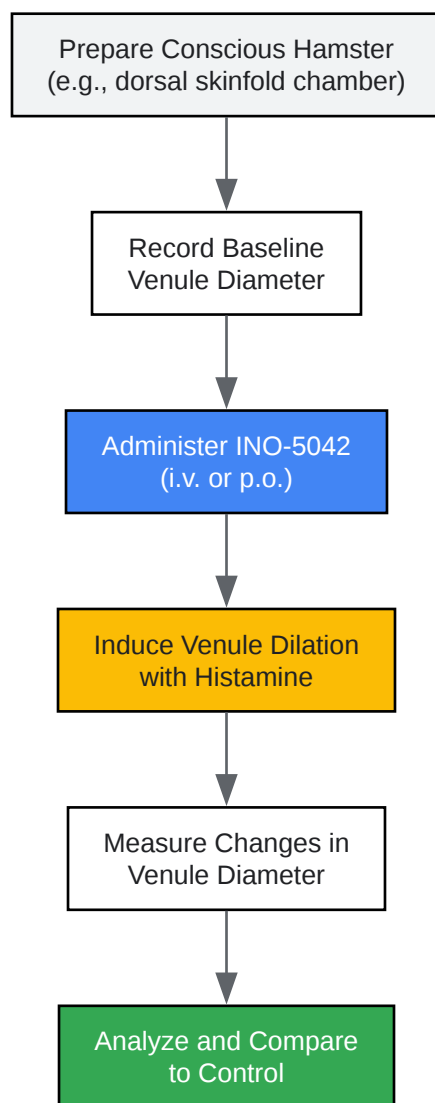 Prepare Conscious Hamster
(e.g., dorsal skinfold chamber)
Record Baseline
Venule Diameter
Administer INO-5042
(i.v. or p.o.)
Induce Venule Dilation
with Histamine
Measure Changes in
Venule Diameter
Analyze and Compare
to Control